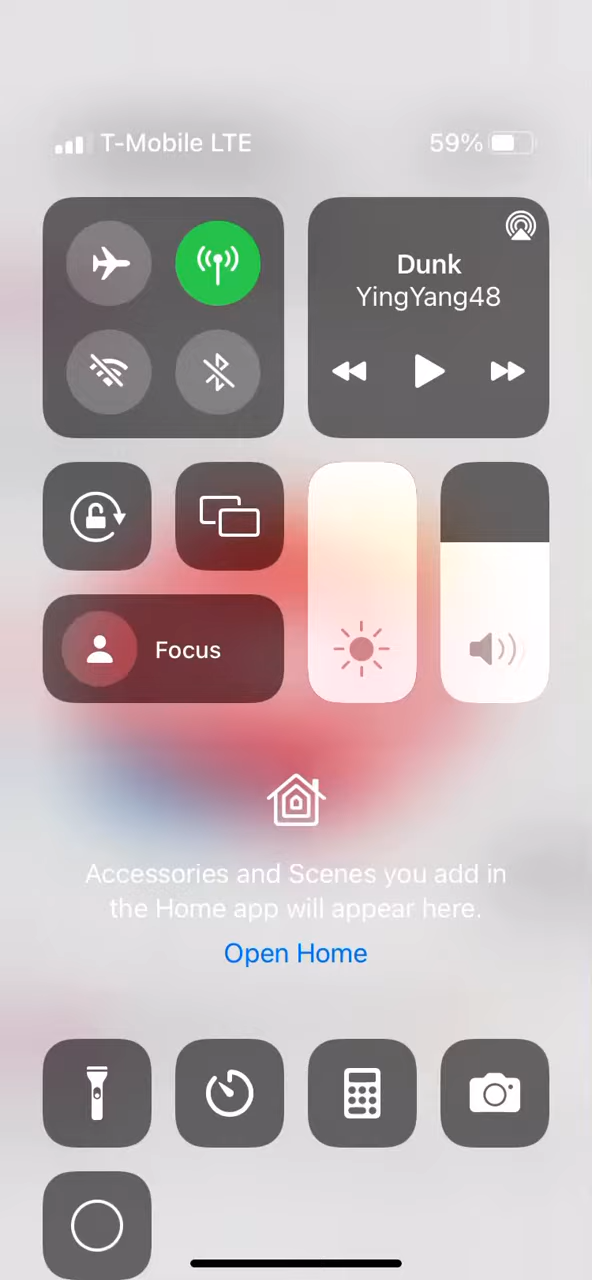 T-Mobile LTE
59%
Dunk
YingYang48
Focus
Accessories and Scenes you add in
the Home app will appear here.
Open Home